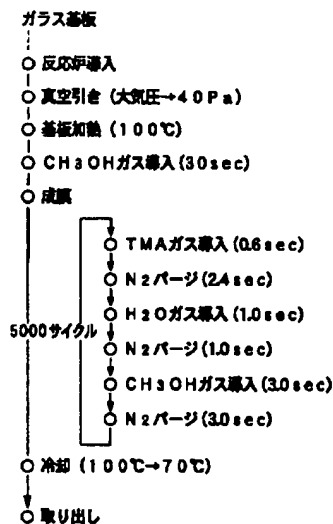 ガラス基板
反応炉導入
真空引き (大気圧→40Pa)
基板加熱 (100℃)
CH3OHガス導入(30sec)
成膜
TMAガス導入(0.6sec)
N2パージ(2.4sec)
H2Oガス導入(1.0sec)
5000サイクル
N2パージ(1.0sec)
CH3OHガス導入(3.0sec)
N2パージ(3.0sec)
冷却 (100℃→70℃)
取り出し